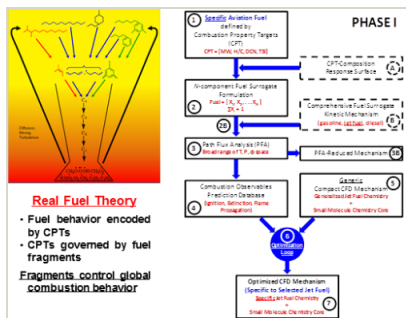 PHASE I
1
Specific Aviation Fuel
defined by
Combustion Property Targets
(CPT)
CPT = [MW, H/C, DCN, TSI]
CPT-Composition
Response Surface
A
N-component Fuel Surrogate
Formulation
Fuel = [X₁, X₂, . . . Xₙ]
ΣXᵢ = 1
2
2B
Comprehensive Fuel Surrogate
Kinetic Mechanism
(gasoline, jet fuel, diesel)
B
Path Flux Analysis (PFA)
Broad range of T, P, φ space
3
PFA-Reduced Mechanism
3B
Combustion Observables
Prediction Database
(Ignition, Extinction, Flame
Propagation)
4
Generic
Compact CFD Mechanism
Generalized Jet Fuel Chemistry
+
Small Molecule Chemistry Core
5
6
Optimization
Loop
Optimized CFD Mechanism
(Specific to Selected Jet Fuel)
Specific Jet Fuel Chemistry
+
Small Molecule Chemistry Core
7
Real Fuel Theory
• Fuel behavior encoded
by CPTs
• CPTs governed by fuel
fragments
Fragments control global
combustion behavior